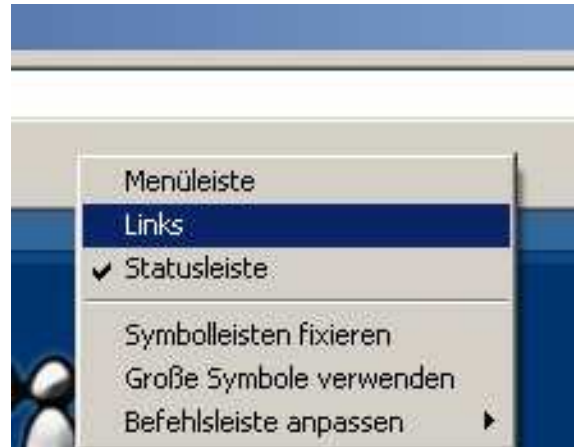 Menüleiste
Links
Statusleiste
Symbolleisten fixieren
Große Symbole verwenden
Befehlsleiste anpassen